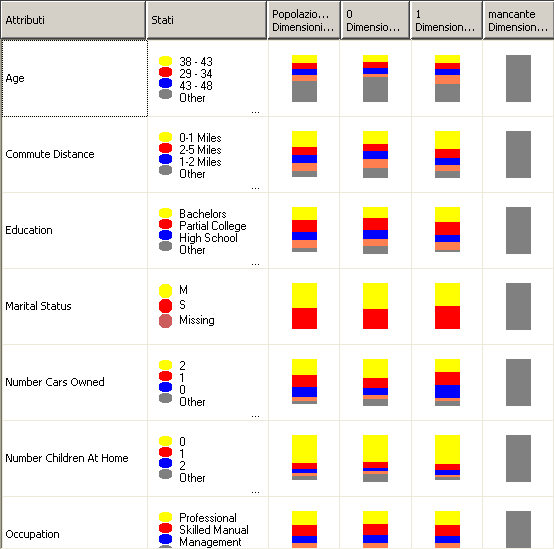 Attributi Stati Popolazio... 0 1 mancante
Dimensioni... Dimension... Dimension... Dimension...
Age
38 - 43
29 - 34
43 - 48
Other
...
Commute Distance
0-1 Miles
2-5 Miles
1-2 Miles
Other
...
Education
Bachelors
Partial College
High School
Other
...
Marital Status
M
S
Missing
Number Cars Owned
2
1
0
Other
...
Number Children At Home
0
1
2
Other
...
Occupation
Professional
Skilled Manual
Management